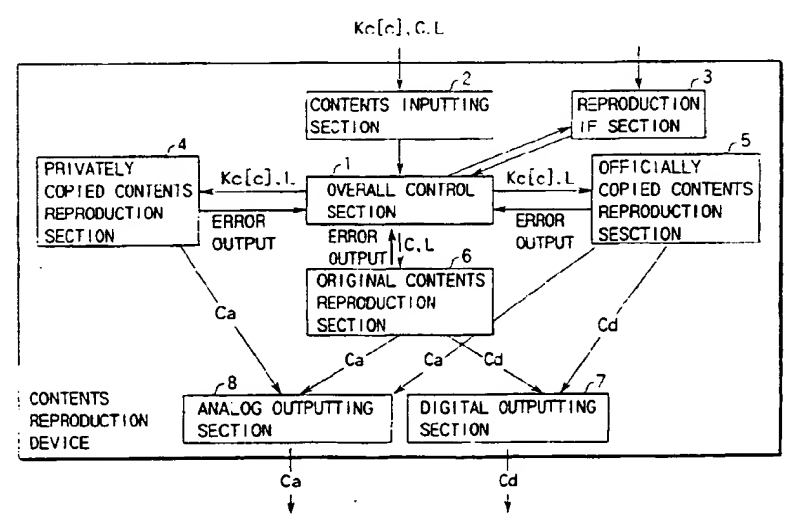 Kc[c],C,L
2
3
CONTENTS INPUTTING
SECTION
REPRODUCTION
IF SECTION
4
PRIVATELY
COPIED CONTENTS
REPRODUCTION
SECTION
Kc[c],L
1
OVERALL CONTROL
SECTION
Kc[c],L
5
OFFICIALLY
COPIED CONTENTS
REPRODUCTION
SESCTION
ERROR
OUTPUT
ERROR
OUTPUT
C,L
ERROR
OUTPUT
6
ORIGINAL CONTENTS
REPRODUCTION
SECTION
Ca
Ca
Ca
Cd
Cd
8
ANALOG OUTPUTTING
SECTION
7
DIGITAL OUTPUTTING
SECTION
CONTENTS
REPRODUCTION
DEVICE
Ca
Cd